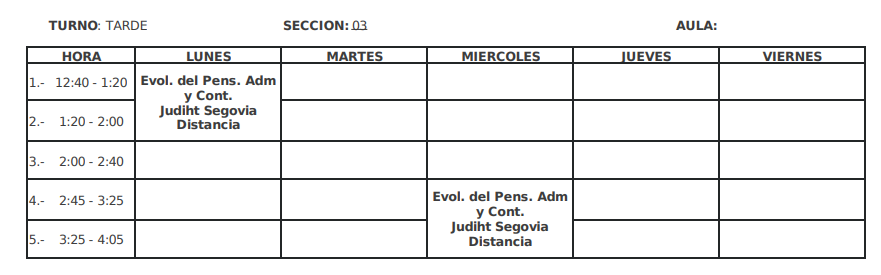 TURNO: TARDE SECCION: 03 AULA:
HORA LUNES MARTES MIERCOLES JUEVES VIERNES
1.- 12:40 - 1:20
Evol. del Pens. Adm
y Cont.
Judiht Segovia
Distancia
2.- 1:20 - 2:00
3.- 2:00 - 2:40
4.- 2:45 - 3:25
Evol. del Pens. Adm
y Cont.
Judiht Segovia
Distancia
5.- 3:25 - 4:05